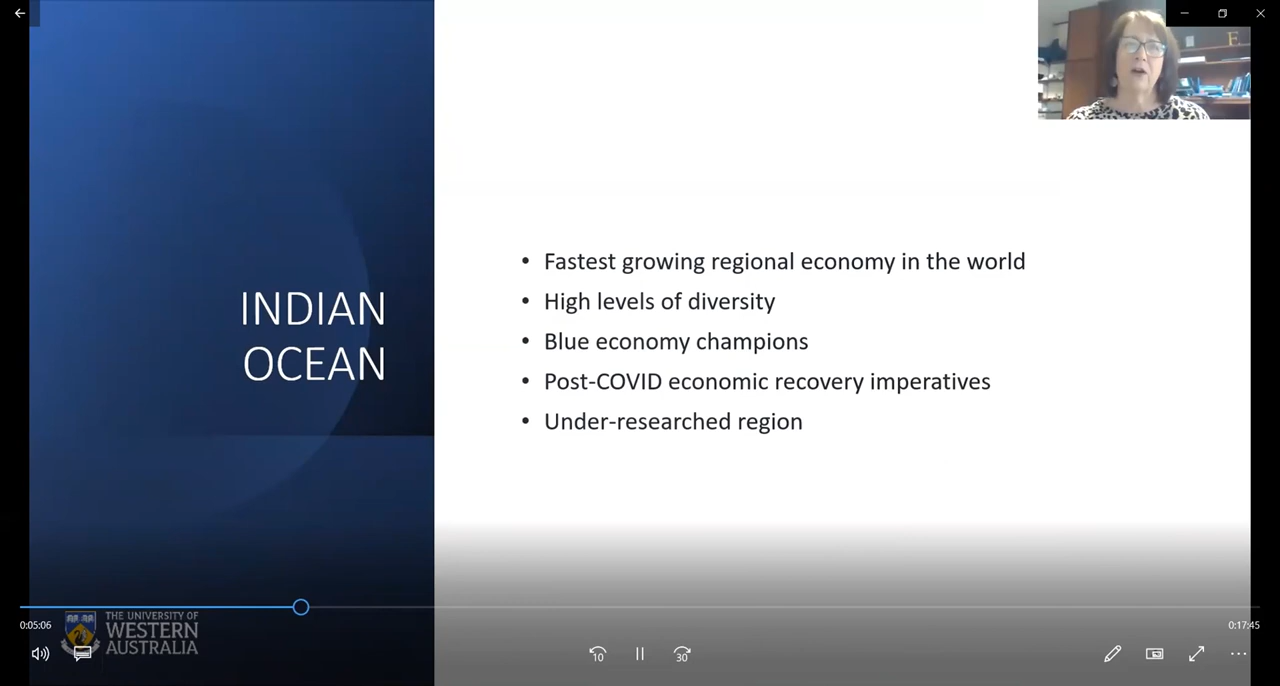 INDIAN
OCEAN
• Fastest growing regional economy in the world
• High levels of diversity
• Blue economy champions
• Post-COVID economic recovery imperatives
• Under-researched region
E
0:05:06
0:17:45
THE UNIVERSITY OF
WESTERN
AUSTRALIA
10
30